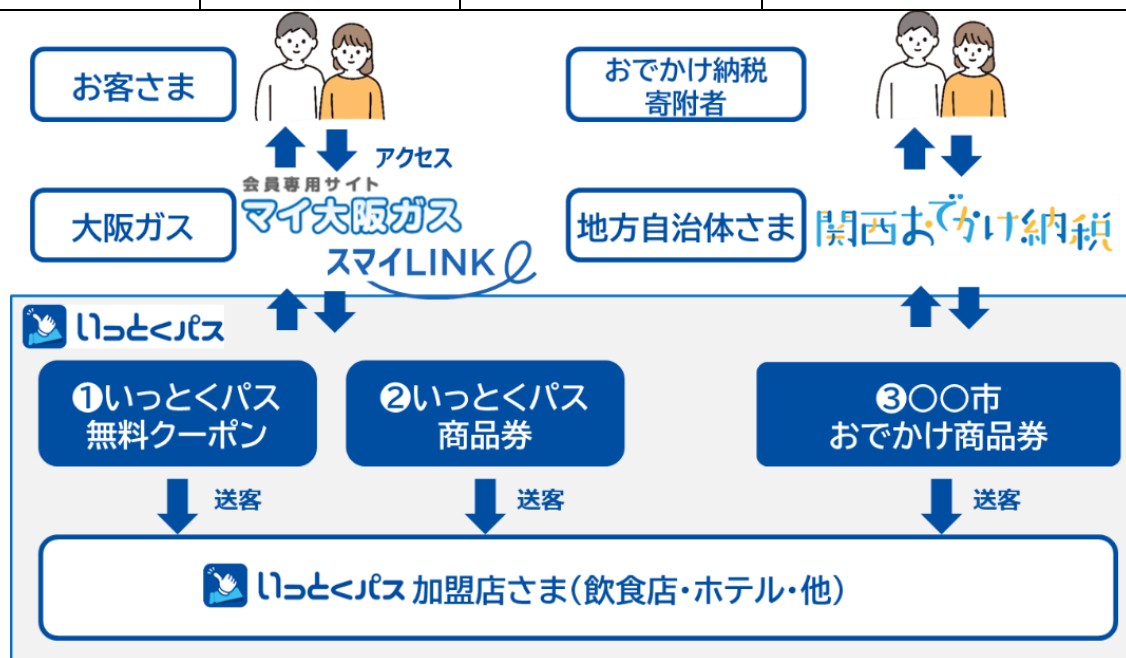 お客さま
おでかけ納税
寄附者
アクセス
大阪ガス
会員専用サイト
マイ大阪ガス
スマイLINK
地方自治体さま
関西おでかけ納税
いっとくパス
❶いっとくパス
無料クーポン
❷いっとくパス
商品券
❸○○市
おでかけ商品券
送客
送客
送客
いっとくパス 加盟店さま(飲食店・ホテル・他)